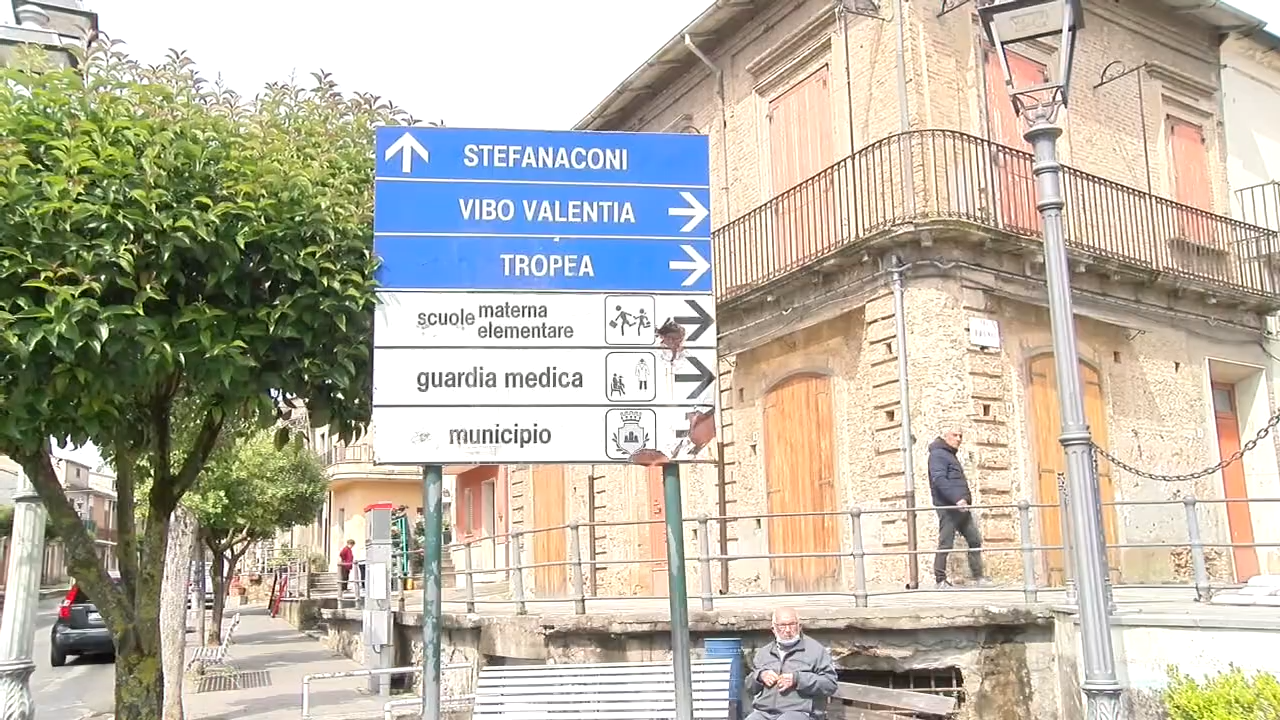 STEFANACONI
VIBO VALENTIA
TROPEA
scuole materna
elementare
guardia medica
municipio